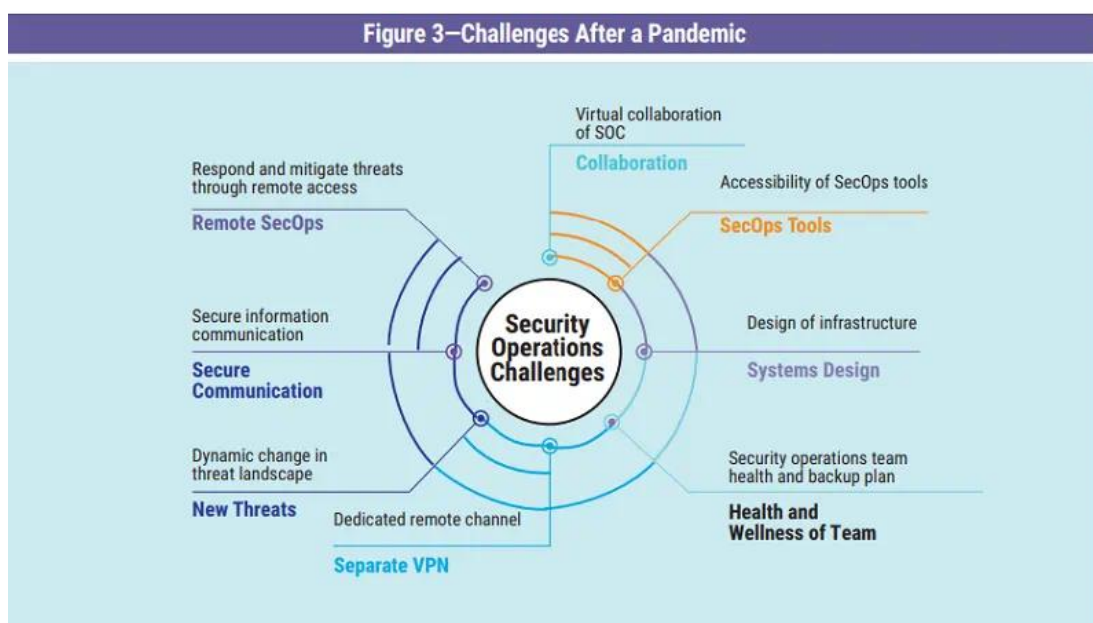 Figure 3—Challenges After a Pandemic
Virtual collaboration
of SOC
Collaboration
Respond and mitigate threats
through remote access
Remote SecOps
Accessibility of SecOps tools
SecOps Tools
Secure information
communication
Secure
Communication
Security
Operations
Challenges
Design of infrastructure
Systems Design
Dynamic change in
threat landscape
New Threats
Dedicated remote channel
Separate VPN
Security operations team
health and backup plan
Health and
Wellness of Team